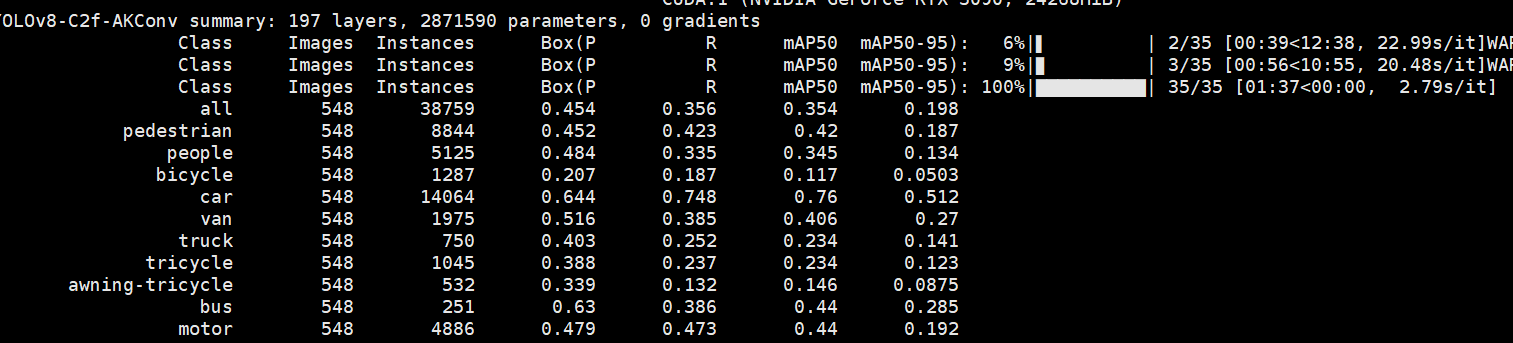 CUDA:1 (NVIDIA GeForce RTX 3090, 24268MiB)
YOLOv8-C2f-AKConv summary: 197 layers, 2871590 parameters, 0 gradients
Class Images Instances Box(P R mAP50 mAP50-95): 6%|▌ | 2/35 [00:39<12:38, 22.99s/it]WAR
Class Images Instances Box(P R mAP50 mAP50-95): 9%|▊ | 3/35 [00:56<10:55, 20.48s/it]WAR
Class Images Instances Box(P R mAP50 mAP50-95): 100%|██████████| 35/35 [01:37<00:00, 2.79s/it]
all 548 38759 0.454 0.356 0.354 0.198
pedestrian 548 8844 0.452 0.423 0.42 0.187
people 548 5125 0.484 0.335 0.345 0.134
bicycle 548 1287 0.207 0.187 0.117 0.0503
car 548 14064 0.644 0.748 0.76 0.512
van 548 1975 0.516 0.385 0.406 0.27
truck 548 750 0.403 0.252 0.234 0.141
tricycle 548 1045 0.388 0.237 0.234 0.123
awning-tricycle 548 532 0.339 0.132 0.146 0.0875
bus 548 251 0.63 0.386 0.44 0.285
motor 548 4886 0.479 0.473 0.44 0.192